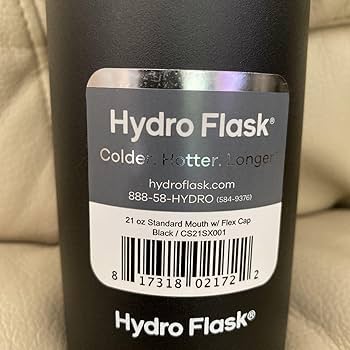 Hydro Flask®
Colder. Hotter. Longer.
hydroflask.com
888-58-HYDRO (584-9376)
21 oz Standard Mouth w/ Flex Cap
Black / CS21SX001
8 17318 02172 2
Hydro Flask®